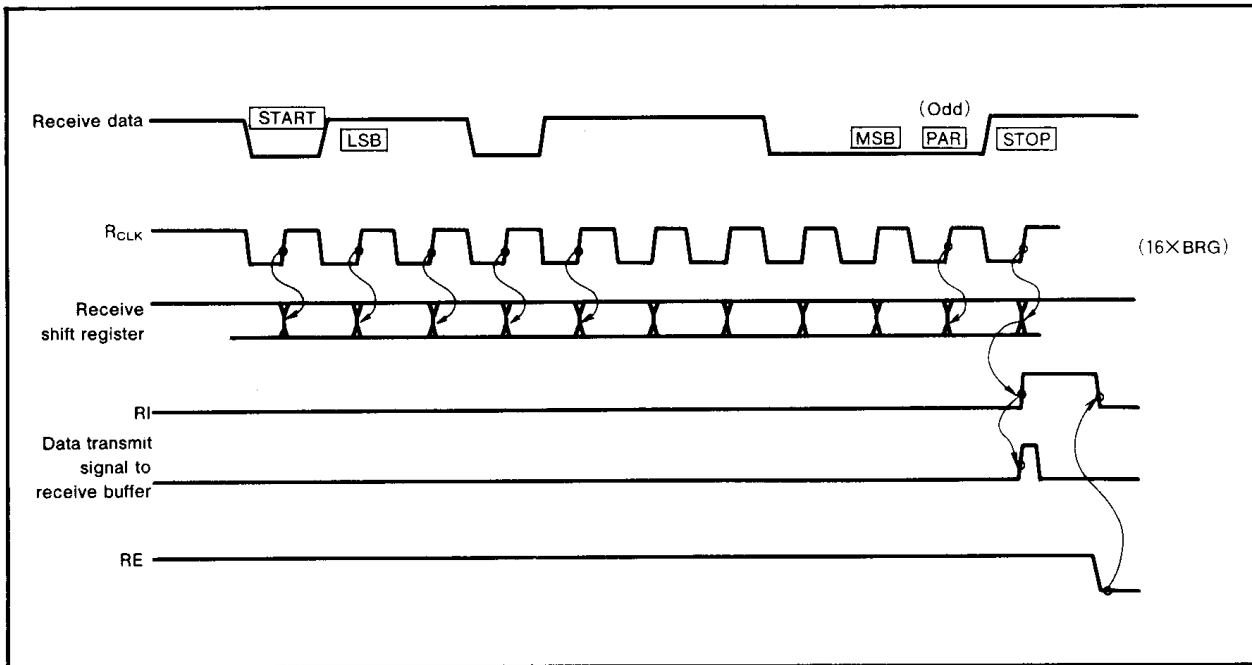 (Odd)
Receive data START LSB MSB PAR STOP
RCLK (16×BRG)
Receive
shift register
RI
Data transmit
signal to
receive buffer
RE